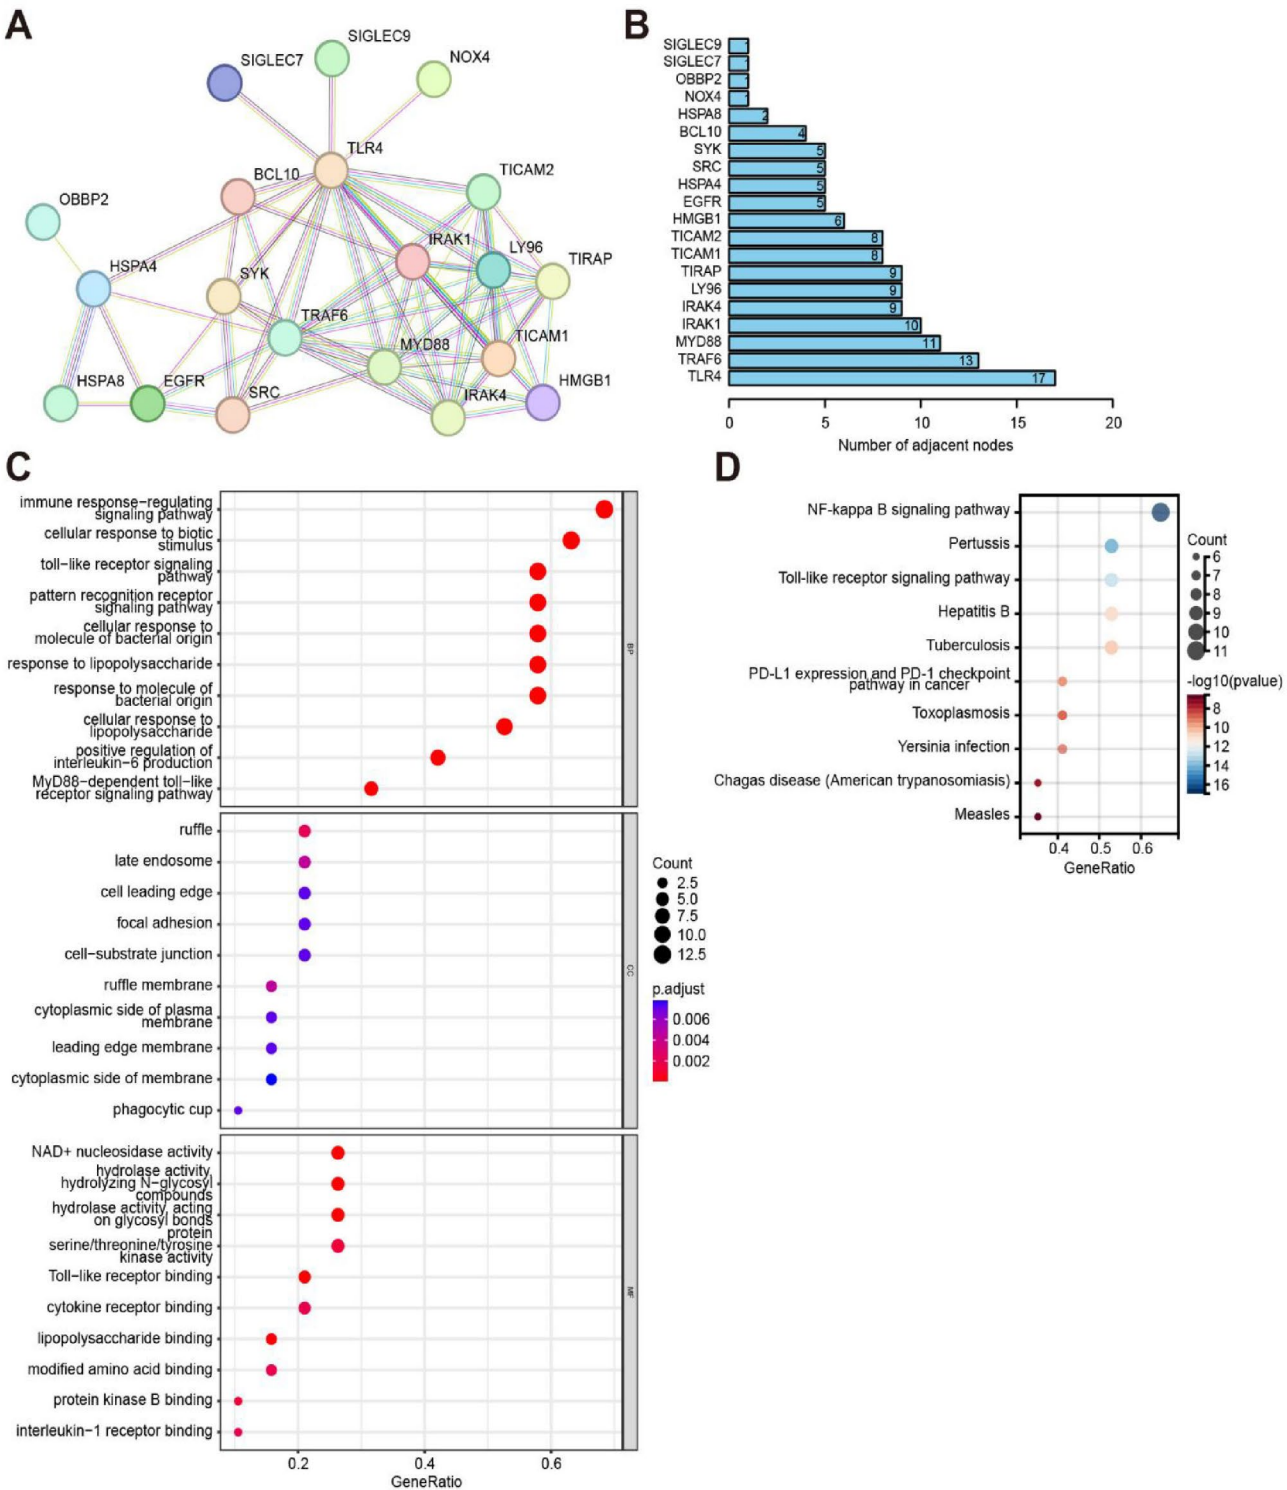 A
SIGLEC7
SIGLEC9
NOX4
TLR4
BCL10
TICAM2
OBBP2
IRAK1
LY96
TIRAP
HSPA4
SYK
TRAF6
MYD88
TICAM1
HSPA8
EGFR
SRC
IRAK4
HMGB1
B
SIGLEC9 1
SIGLEC7 1
OBBP2 1
NOX4 1
HSPA8 2
BCL10 4
SYK 5
SRC 5
HSPA4 5
EGFR 5
HMGB1 6
TICAM2 8
TICAM1 8
TIRAP 9
LY96 9
IRAK4 9
IRAK1 10
MYD88 11
TRAF6 13
TLR4 17
0 5 10 15 20
Number of adjacent nodes
C
immune response−regulating
signaling pathway
cellular response to biotic
stimulus
toll−like receptor signaling
pathway
pattern recognition receptor
signaling pathway
cellular response to
molecule of bacterial origin
response to lipopolysaccharide
response to molecule of
bacterial origin
cellular response to
lipopolysaccharide
positive regulation of
interleukin−6 production
MyD88−dependent toll−like
receptor signaling pathway
BP
ruffle
late endosome
cell leading edge
focal adhesion
cell−substrate junction
ruffle membrane
cytoplasmic side of plasma
membrane
leading edge membrane
cytoplasmic side of membrane
phagocytic cup
CC
NAD+ nucleosidase activity
hydrolase activity,
hydrolyzing N−glycosyl
compounds
hydrolase activity, acting
on glycosyl bonds
protein
serine/threonine/tyrosine
kinase activity
Toll−like receptor binding
cytokine receptor binding
lipopolysaccharide binding
modified amino acid binding
protein kinase B binding
interleukin−1 receptor binding
MF
0.2 0.4 0.6
GeneRatio
Count
2.5
5.0
7.5
10.0
12.5
p.adjust
0.006
0.004
0.002
D
NF-kappa B signaling pathway
Pertussis
Toll-like receptor signaling pathway
Hepatitis B
Tuberculosis
PD-L1 expression and PD-1 checkpoint
pathway in cancer
Toxoplasmosis
Yersinia infection
Chagas disease (American trypanosomiasis)
Measles
0.4 0.5 0.6
GeneRatio
Count
6
7
8
9
10
11
-log10(pvalue)
8
10
12
14
16